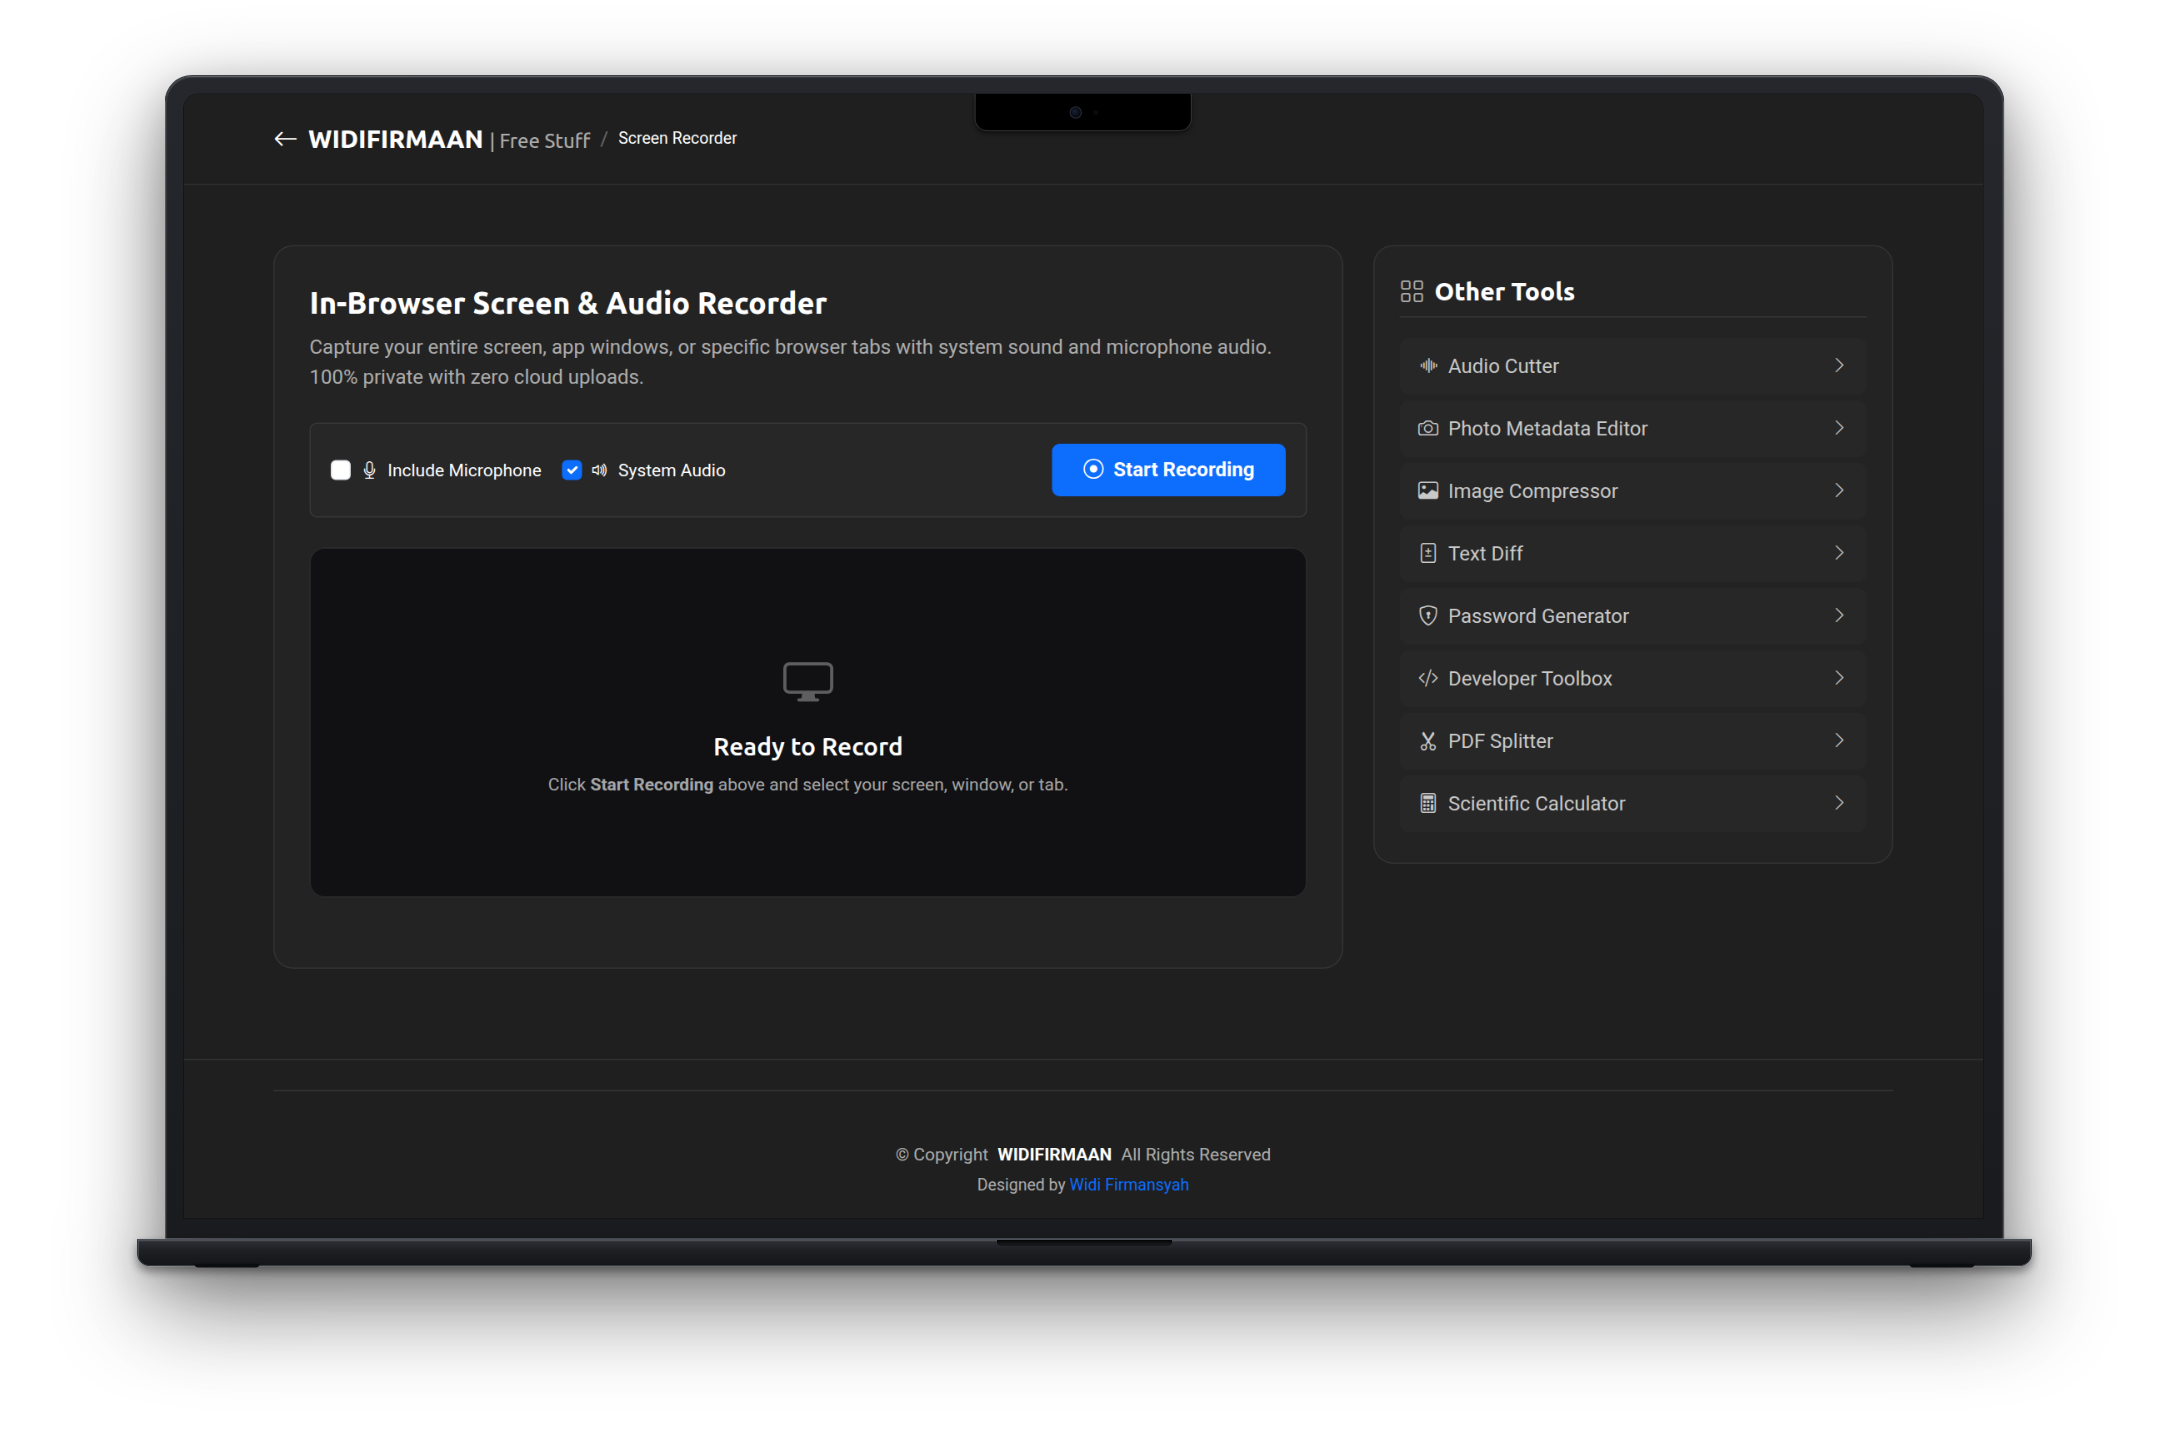 WIDIFIRMAAN | Free Stuff / Screen Recorder
In-Browser Screen & Audio Recorder
Capture your entire screen, app windows, or specific browser tabs with system sound and microphone audio.
100% private with zero cloud uploads.
Include Microphone System Audio Start Recording
Ready to Record
Click Start Recording above and select your screen, window, or tab.
Other Tools
Audio Cutter
Photo Metadata Editor
Image Compressor
Text Diff
Password Generator
Developer Toolbox
PDF Splitter
Scientific Calculator
© Copyright WIDIFIRMAAN All Rights Reserved
Designed by Widi Firmansyah